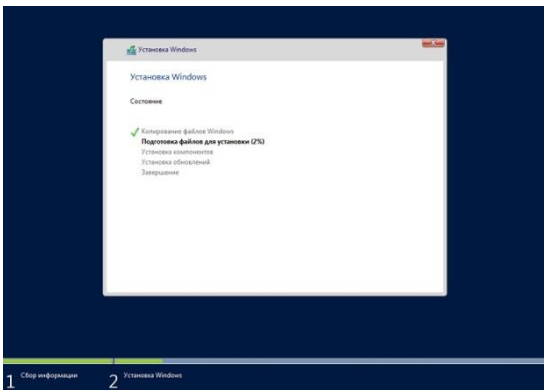 Установка Windows
Установка Windows
Состояние
Копирование файлов Windows
Подготовка файлов для установки (2%)
Установка компонентов
Установка обновлений
Завершение
1 Сбор информации
2 Установка Windows